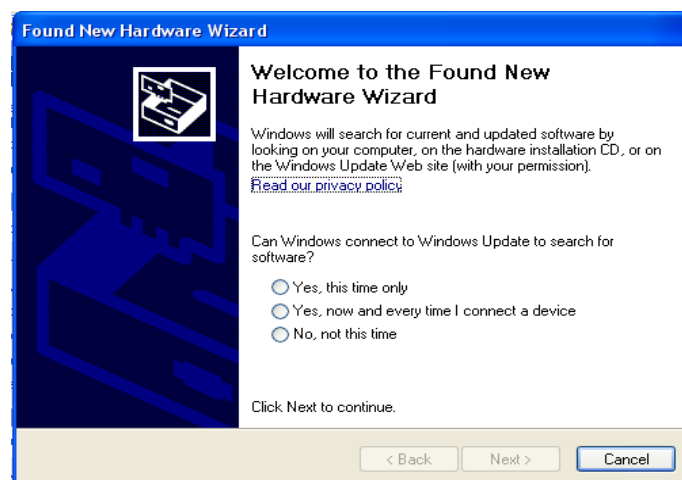 Found New Hardware Wizard
Welcome to the Found New
Hardware Wizard
Windows will search for current and updated software by
looking on your computer, on the hardware installation CD, or on
the Windows Update Web site (with your permission).
Read our privacy policy
Can Windows connect to Windows Update to search for
software?
Yes, this time only
Yes, now and every time I connect a device
No, not this time
Click Next to continue.
< Back
Next >
Cancel